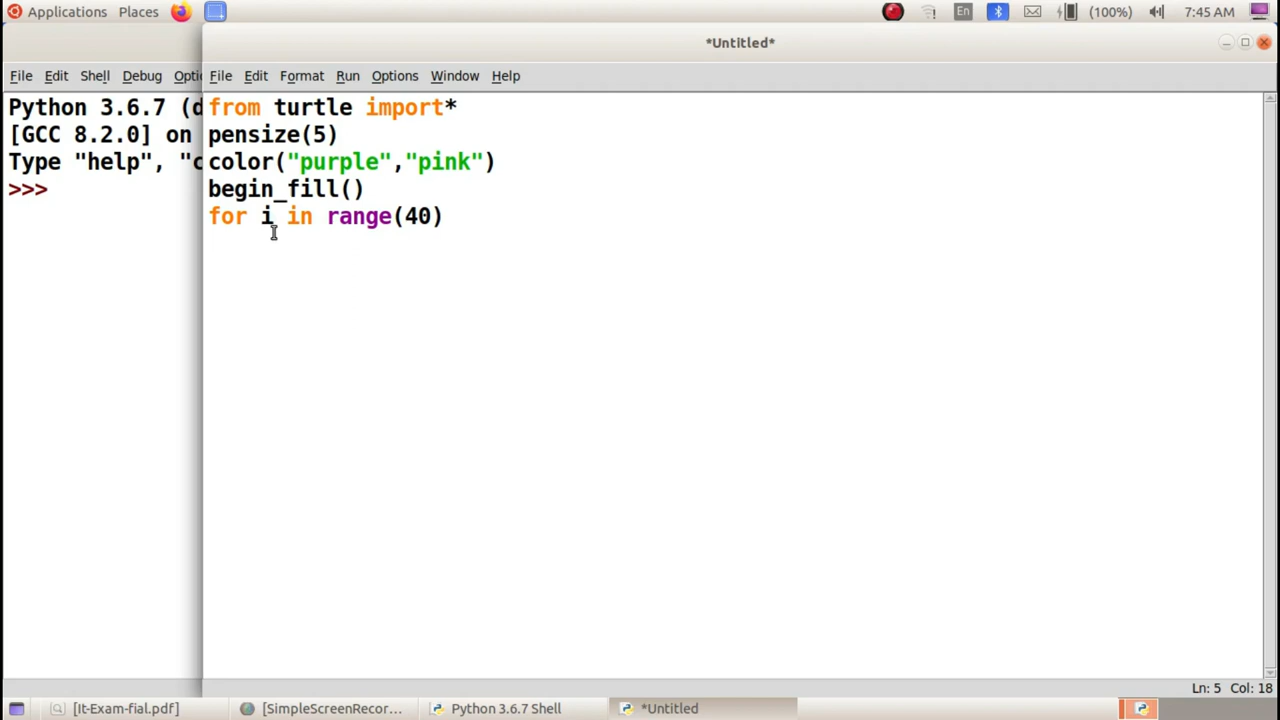 Applications Places En (100%) 7:45 AM
*Untitled*
File Edit Shell Debug Optio
File Edit Format Run Options Window Help
Python 3.6.7 (d
[GCC 8.2.0] on
Type "help", "c
>>>
from turtle import*
pensize(5)
color("purple","pink")
begin_fill()
for i in range(40)
Ln: 5 Col: 18
[It-Exam-fial.pdf] [SimpleScreenRecor... Python 3.6.7 Shell *Untitled